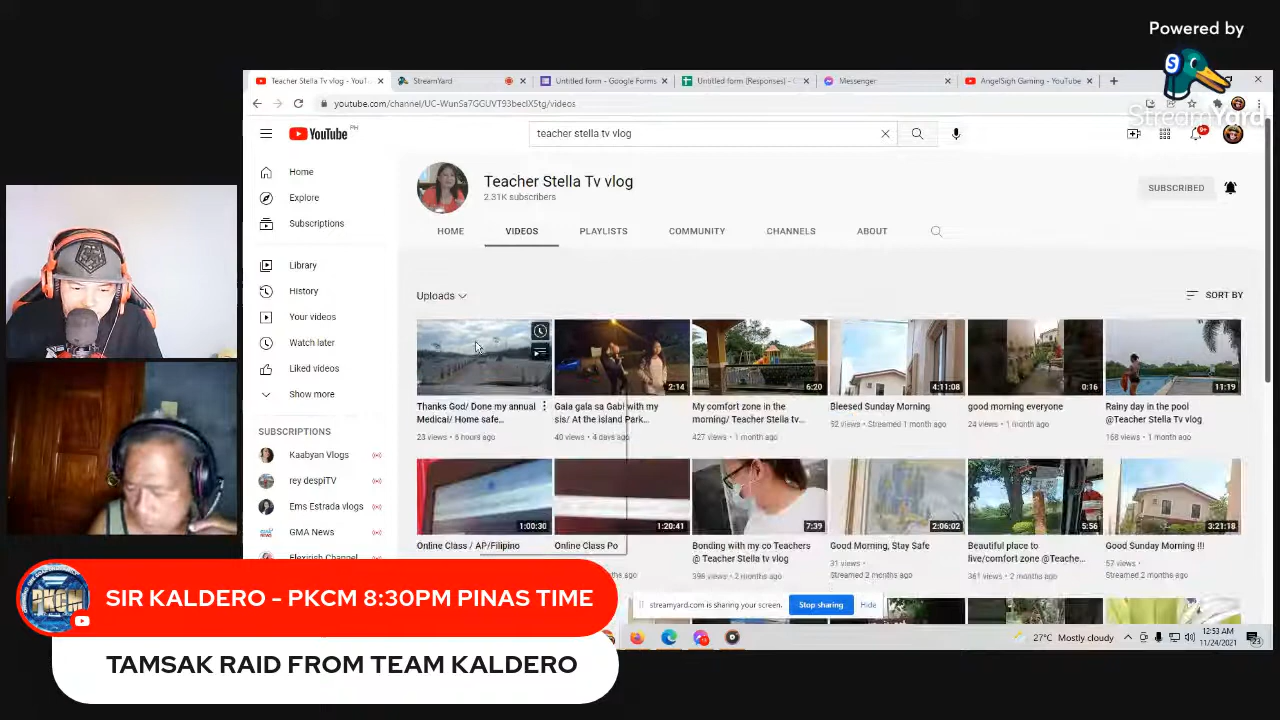 Powered by
StreamYard
Teacher Stella Tv vlog - YouT
StreamYard
Untitled form - Google Forms
Untitled form (Responses) -
Messenger
AngelSigh Gaming - YouTube
youtube.com/channel/UC-WunSa7GGUVT93beclX5tg/videos
YouTube PH
teacher stella tv vlog
9+
Home
Explore
Subscriptions
Library
History
Your videos
Watch later
Liked videos
Show more
SUBSCRIPTIONS
Kaabyan Vlogs
rey despiTV
Ems Estrada vlogs
GMA News
Flexirish Channel
Teacher Stella Tv vlog
2.31K subscribers
SUBSCRIBED
HOME
VIDEOS
PLAYLISTS
COMMUNITY
CHANNELS
ABOUT
Uploads
SORT BY
2:14
6:20
4:11:08
0:16
11:19
Thanks God/ Done my annual
Medical/ Home safe...
23 views • 5 hours ago
Gala gala sa Gabi with my
sis/ At the island Park...
40 views • 4 days ago
My comfort zone in the
morning/ Teacher Stella tv...
427 views • 1 month ago
Bleesed Sunday Morning
92 views • Streamed 1 month ago
good morning everyone
24 views • 1 month ago
Rainy day in the pool
@Teacher Stella Tv vlog
168 views • 1 month ago
1:00:30
1:20:41
7:39
2:06:02
5:56
3:21:18
Online Class / AP/Filipino
Online Class Po
Bonding with my co Teachers
@ Teacher Stella tv vlog
398 views • 2 months ago
Good Morning, Stay Safe
31 views
Streamed 2 months ago
Beautiful place to
live/comfort zone @Teache...
361 views • 2 months ago
Good Sunday Morning !!!
57 views
Streamed 2 months ago
streamyard.com is sharing your screen.
Stop sharing
Hide
27°C Mostly cloudy
12:53 AM
11/24/2021
23
PKCM
SIR KALDERO - PKCM 8:30PM PINAS TIME
TAMSAK RAID FROM TEAM KALDERO